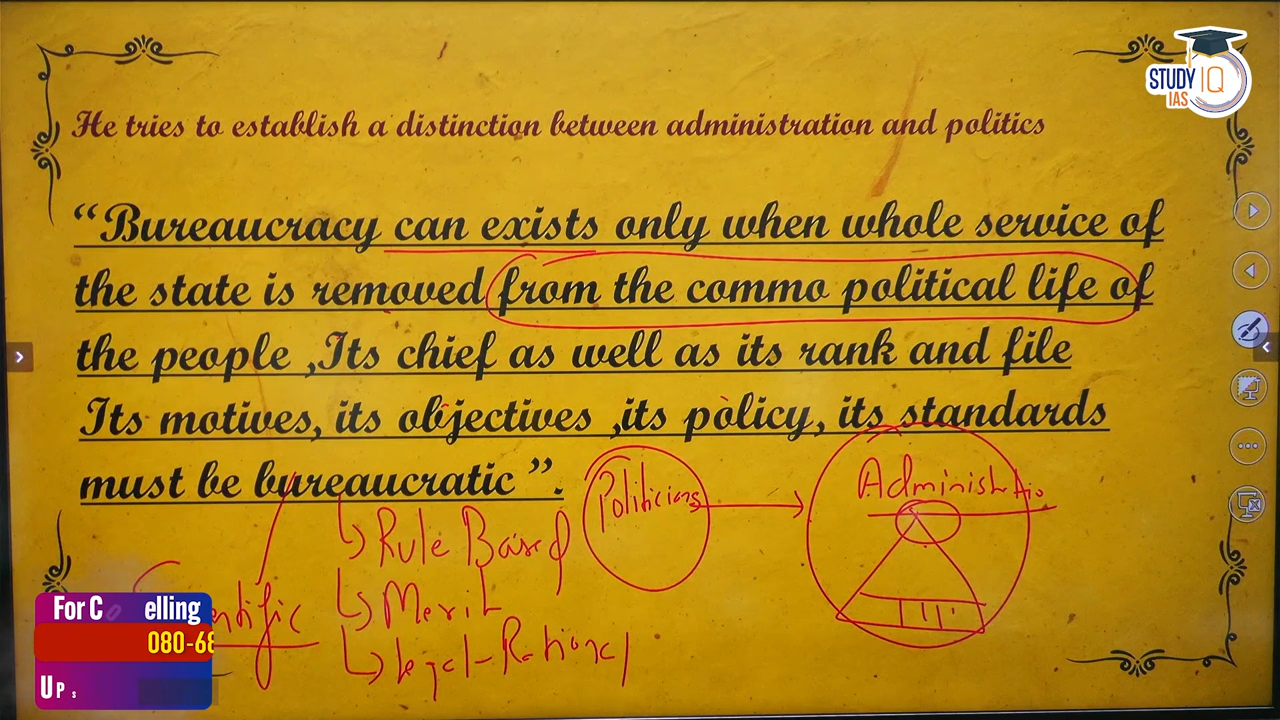 STUDY IQ
IAS
He tries to establish a distinction between administration and politics
“Bureaucracy can exists only when whole service of
the state is removed from the commo political life of
the people ,Its chief as well as its rank and file
Its motives, its objectives ,its policy, its standards
must be bureaucratic ”.
Politicians
Administratio
Rule Based
Merit
Legal-Rational
entific
For C elling
080-68
UPs